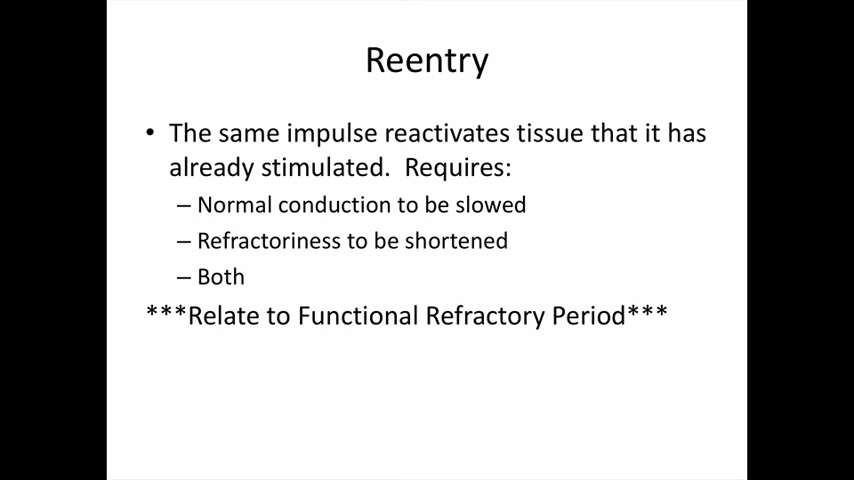 Reentry
• The same impulse reactivates tissue that it has
already stimulated.  Requires:
– Normal conduction to be slowed
– Refractoriness to be shortened
– Both
***Relate to Functional Refractory Period***